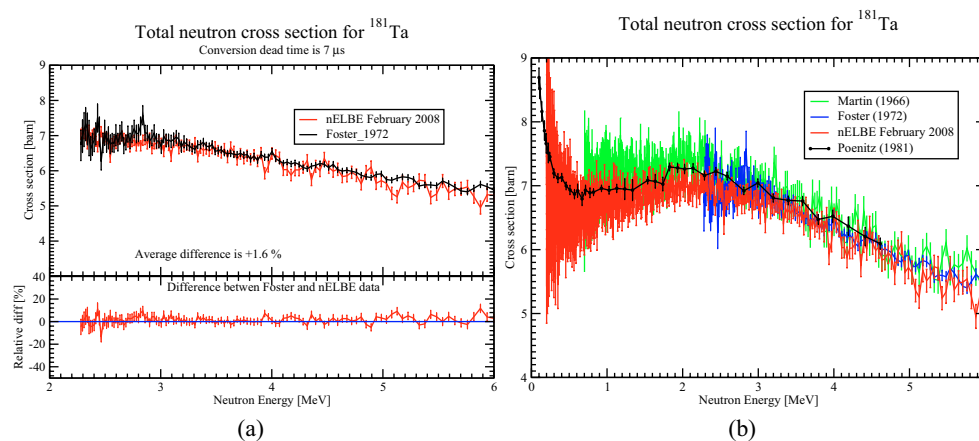 Total neutron cross section for 181Ta
Conversion dead time is 7 μs
9
8
7
6
5
4
3
Cross section [barn]
nELBE February 2008
Foster_1972
Average difference is +1.6 %
40
20
0
-20
-40
Relative diff [%]
Difference betwen Foster and nELBE data
2
3
4
5
6
Neutron Energy [MeV]
(a)
Total neutron cross section for 181Ta
9
8
7
6
5
4
Cross section [barn]
Martin (1966)
Foster (1972)
nELBE February 2008
Poenitz (1981)
0
1
2
3
4
5
Neutron Energy [MeV]
(b)